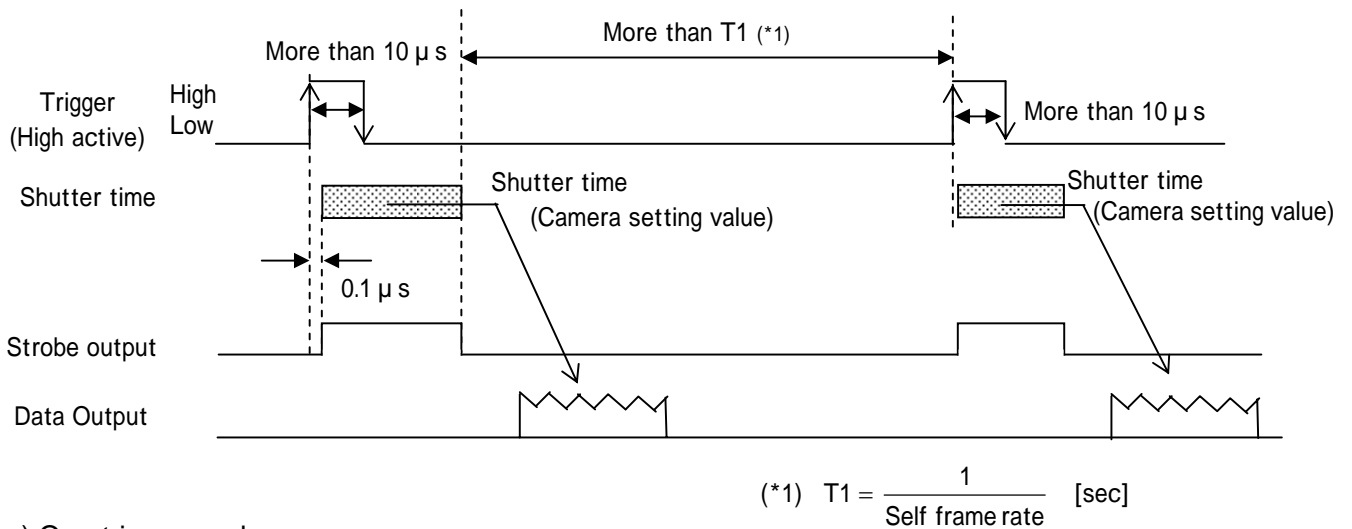 More than T1 (*1)
More than 10 μ s
Trigger
(High active)
High
Low
More than 10 μ s
Shutter time
Shutter time
(Camera setting value)
Shutter time
(Camera setting value)
0.1 μ s
Strobe output
Data Output
(*1) T1 = 1 / Self frame rate [sec]